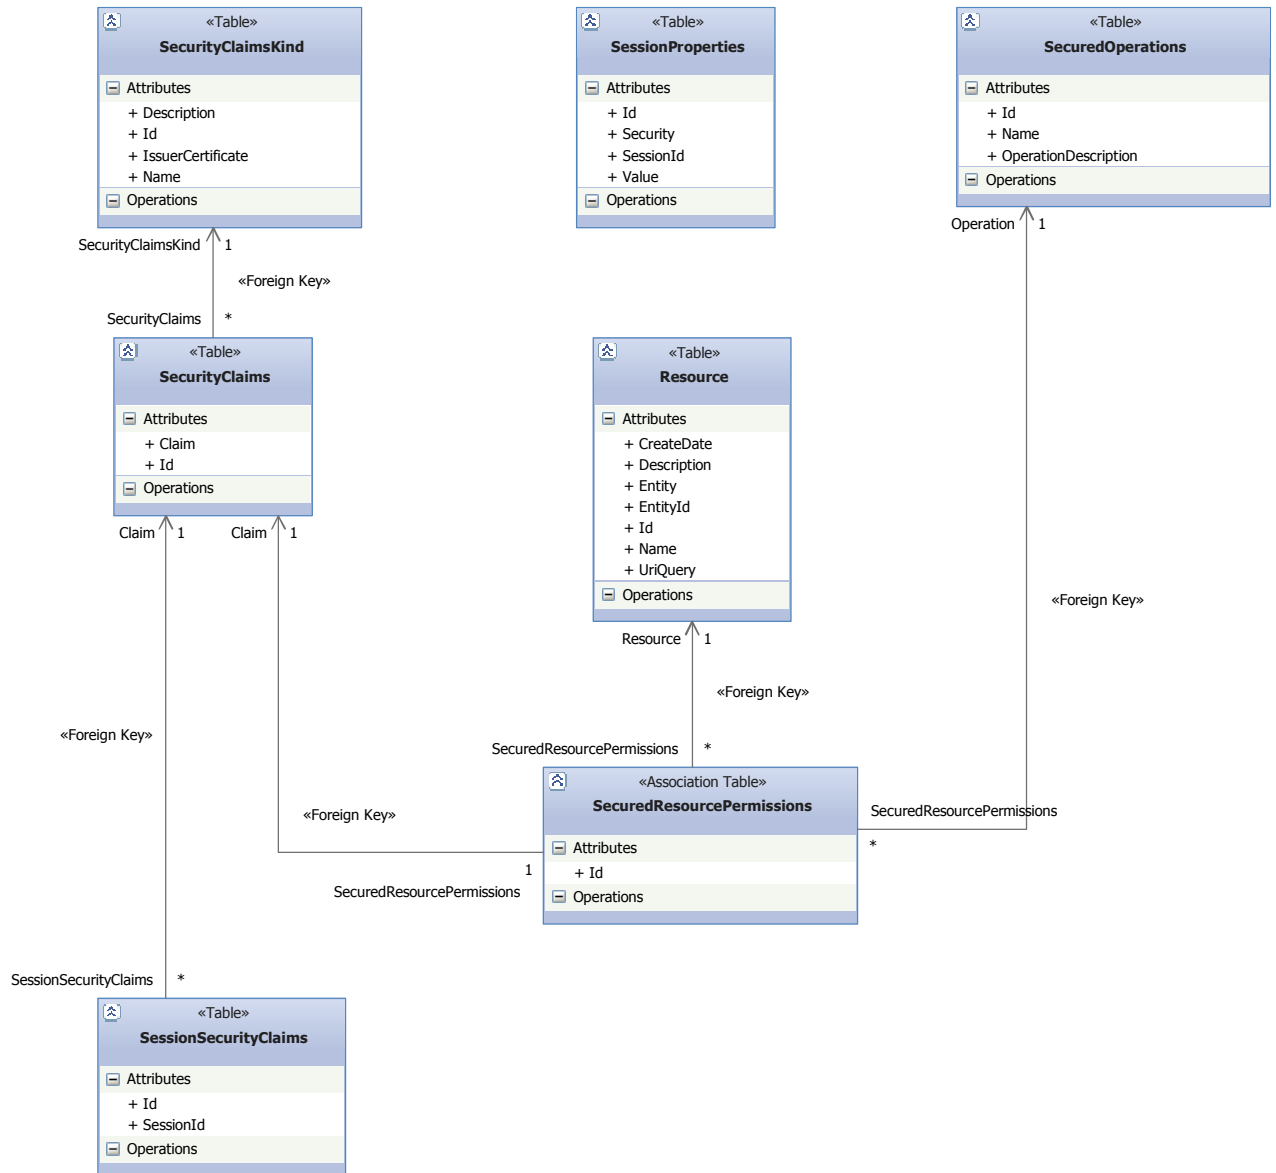 «Table»
SecurityClaimsKind
Attributes
+ Description
+ Id
+ IssuerCertificate
+ Name
Operations
«Table»
SessionProperties
Attributes
+ Id
+ Security
+ SessionId
+ Value
Operations
«Table»
SecuredOperations
Attributes
+ Id
+ Name
+ OperationDescription
Operations
SecurityClaimsKind 1
«Foreign Key»
SecurityClaims *
Operation 1
«Table»
SecurityClaims
Attributes
+ Claim
+ Id
Operations
«Table»
Resource
Attributes
+ CreateDate
+ Description
+ Entity
+ EntityId
+ Id
+ Name
+ UriQuery
Operations
Claim 1
Claim 1
«Foreign Key»
Resource 1
«Foreign Key»
«Foreign Key»
SecuredResourcePermissions *
«Foreign Key»
«Association Table»
SecuredResourcePermissions
Attributes
+ Id
Operations
SecuredResourcePermissions
*
1
SecuredResourcePermissions
SessionSecurityClaims *
«Table»
SessionSecurityClaims
Attributes
+ Id
+ SessionId
Operations